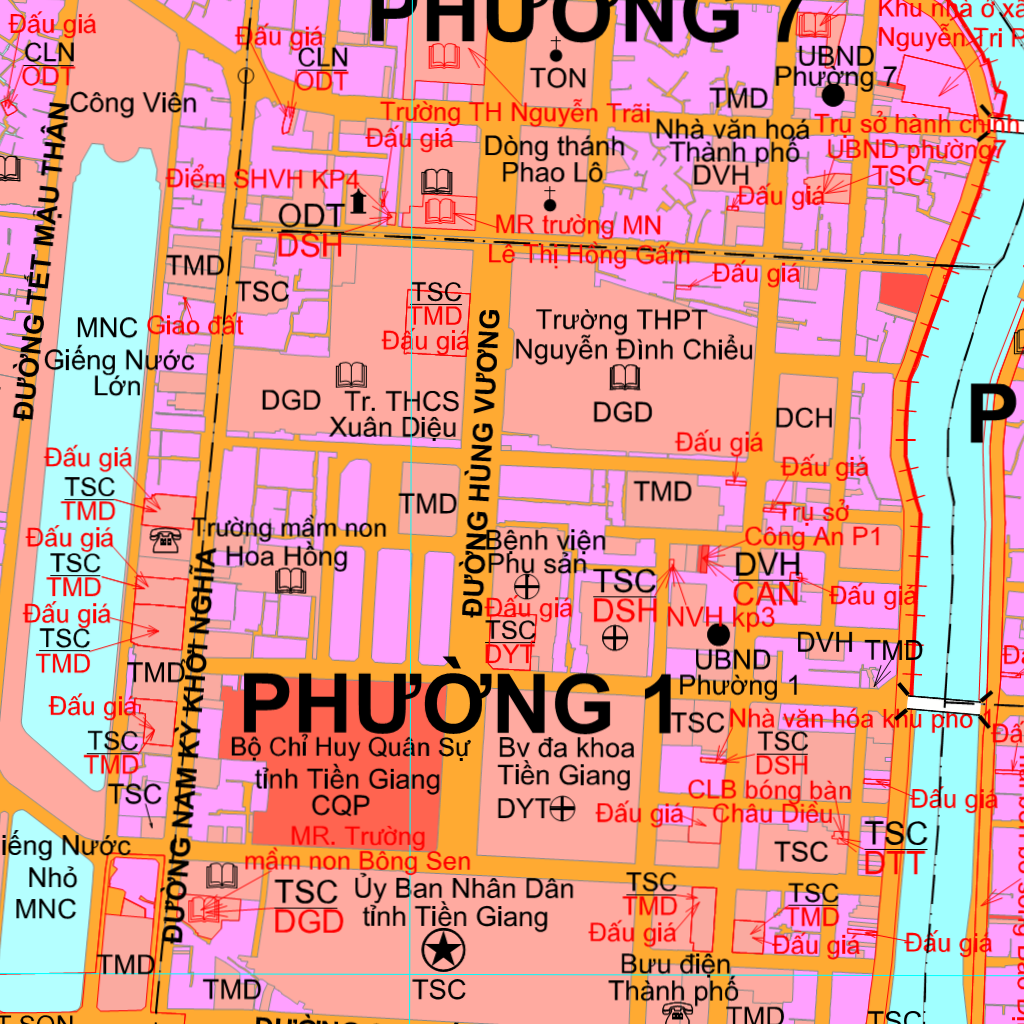 PHƯỜNG 7
Khu nhà ở xã
Nguyễn Tri P
Đấu giá
CLN
ODT
Đấu giá
CLN
ODT
TON
UBND
Phường 7
Công Viên
TMD
Trường TH Nguyễn Trãi
Đấu giá
Dòng thánh
Phao Lô
Nhà văn hoá
Thành phố
DVH
Trụ sở hành chính
UBND phường7
TSC
Đấu giá
Điểm SHVH KP4
ODT
DSH
MR trường MN
Lê Thị Hồng Gấm
Đấu giá
ĐƯỜNG TẾT MẬU THÂN
TMD
TSC
TSC
TMD
Đấu giá
MNC
Giếng Nước
Lớn
Giao đất
Trường THPT
Nguyễn Đình Chiểu
DGD
DGD
Tr. THCS
Xuân Diệu
ĐƯỜNG HÙNG VƯƠNG
DCH
P
Đấu giá
Đấu giá
Đấu giá
TSC
TMD
TMD
TMD
Trụ sở
Công An P1
Đấu giá
TSC
TMD
Trường mầm non
Hoa Hồng
Bệnh viện
Phụ sản
TSC
DSH
DVH
CAN
Đấu giá
NVH kp3
Đấu giá
TSC
DYT
Đấu giá
TSC
TMD
TMD
UBND
Phường 1
DVH
TMD
ĐƯỜNG NAM KỲ KHỞI NGHĨA
PHƯỜNG 1
Đấu giá
TSC
TMD
TSC
Bộ Chỉ Huy Quân Sự
tỉnh Tiền Giang
CQP
Bv đa khoa
Tiền Giang
DYT
TSC
Nhà văn hóa khu phố
TSC
DSH
CLB bóng bàn
Châu Diều
Đấu giá
Đấu giá
TSC
TSC
DTT
MR. Trường
mầm non Bông Sen
iếng Nước
Nhỏ
MNC
TSC
DGD
Ủy Ban Nhân Dân
tỉnh Tiền Giang
TSC
TSC
TMD
Đấu giá
TSC
TMD
Đấu giá
Đấu giá
TMD
TMD
Bưu điện
Thành phố
TMD
TSC